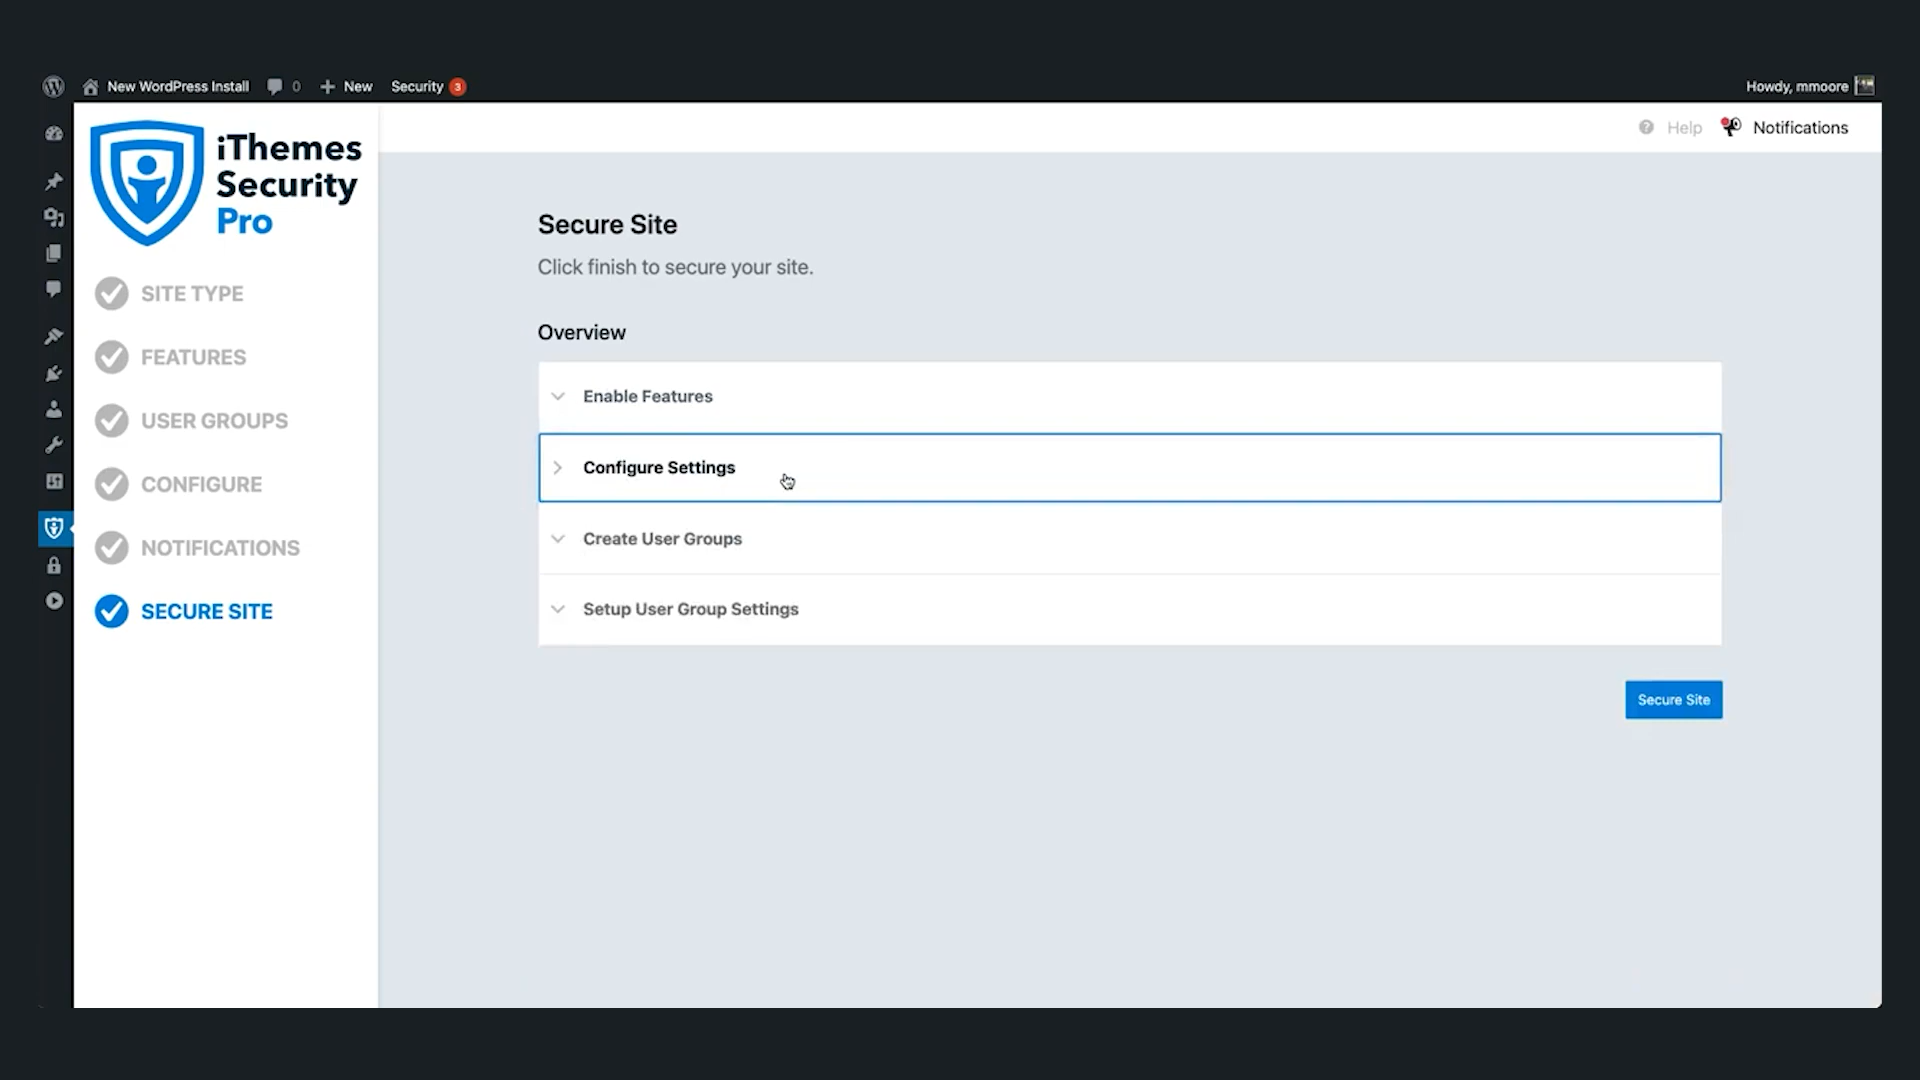 New WordPress Install 0 New Security 3 Howdy, mmoore
iThemes
Security
Pro
Help Notifications
SITE TYPE
FEATURES
USER GROUPS
CONFIGURE
NOTIFICATIONS
SECURE SITE
Secure Site
Click finish to secure your site.
Overview
Enable Features
Configure Settings
Create User Groups
Setup User Group Settings
Secure Site